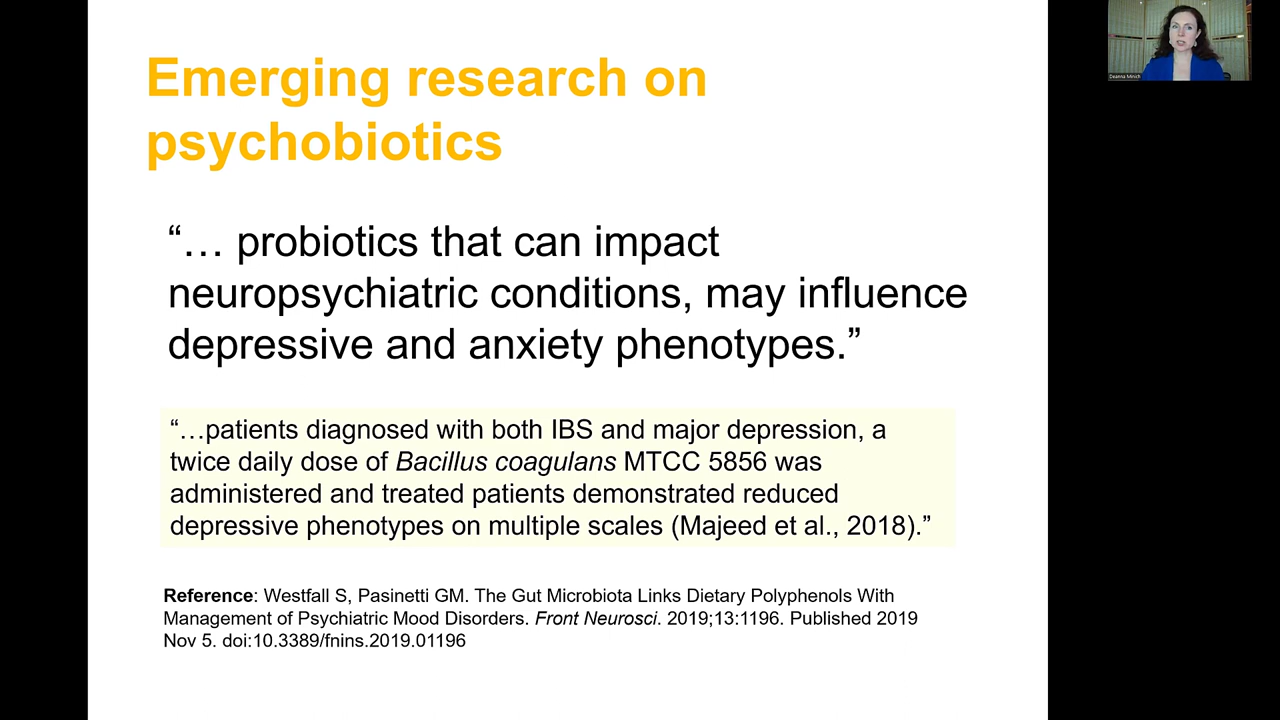 Emerging research on
psychobiotics
“… probiotics that can impact
neuropsychiatric conditions, may influence
depressive and anxiety phenotypes.”
“…patients diagnosed with both IBS and major depression, a
twice daily dose of Bacillus coagulans MTCC 5856 was
administered and treated patients demonstrated reduced
depressive phenotypes on multiple scales (Majeed et al., 2018).”
Reference: Westfall S, Pasinetti GM. The Gut Microbiota Links Dietary Polyphenols With
Management of Psychiatric Mood Disorders. Front Neurosci. 2019;13:1196. Published 2019
Nov 5. doi:10.3389/fnins.2019.01196
Deanna Minich